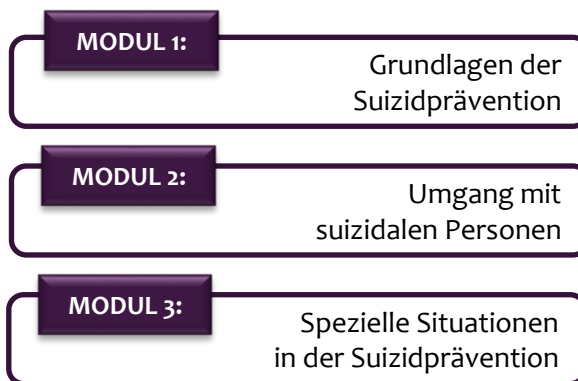 MODUL 1:
Grundlagen der
Suizidprävention
MODUL 2:
Umgang mit
suizidalen Personen
MODUL 3:
Spezielle Situationen
in der Suizidprävention